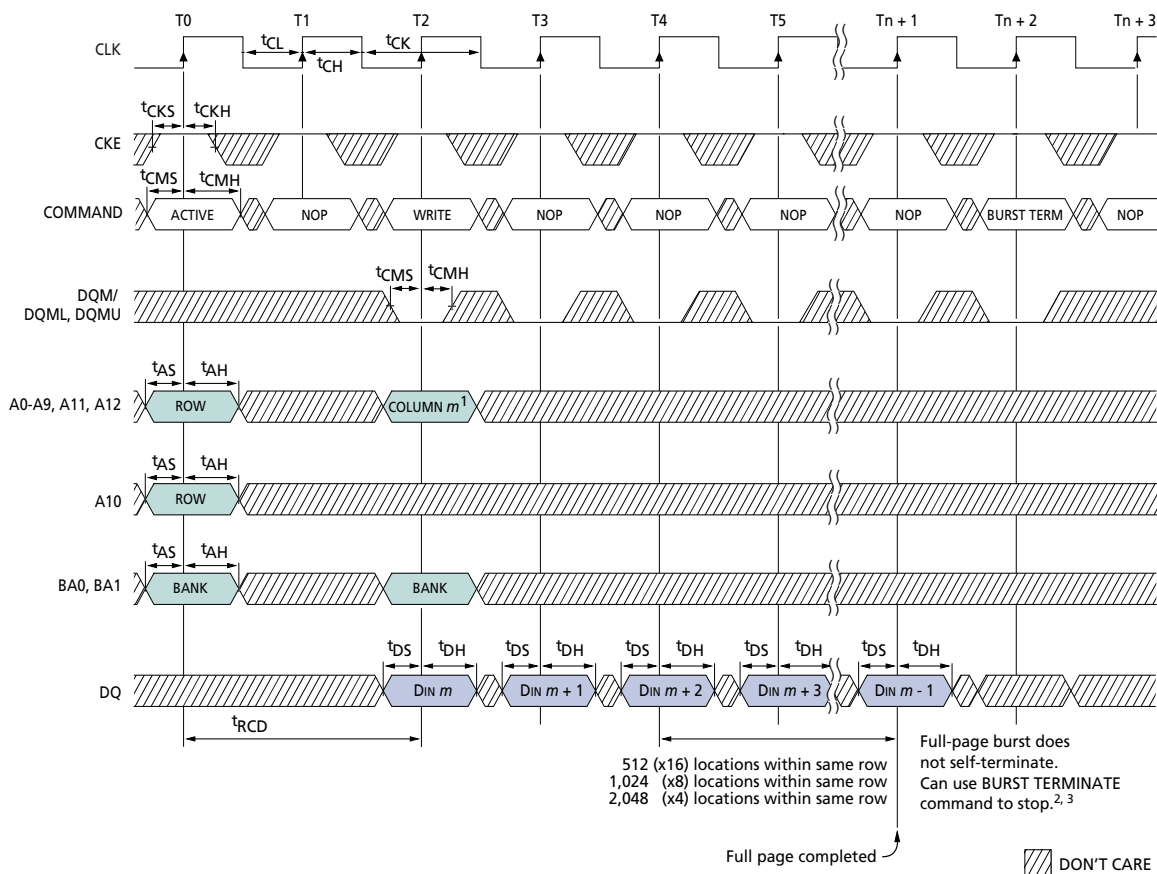 T0 T1 T2 T3 T4 T5 Tn + 1 Tn + 2 Tn + 3
CLK tCL tCH tCK
CKE tCKS tCKH
tCMS tCMH
COMMAND ACTIVE NOP WRITE NOP NOP NOP NOP BURST TERM NOP
tCMS tCMH
DQM/
DQML, DQMU
tAS tAH
A0-A9, A11, A12 ROW COLUMN m1
tAS tAH
A10 ROW
tAS tAH
BA0, BA1 BANK BANK
tDS tDH tDS tDH tDS tDH tDS tDH tDS tDH
DQ DIN m DIN m + 1 DIN m + 2 DIN m + 3 DIN m - 1
tRCD
512 (x16) locations within same row
1,024 (x8) locations within same row
2,048 (x4) locations within same row
Full-page burst does
not self-terminate.
Can use BURST TERMINATE
command to stop.2, 3
Full page completed
DON'T CARE